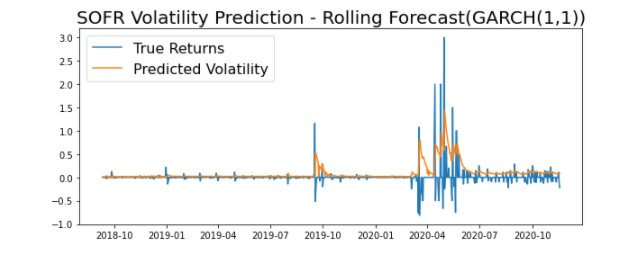 SOFR Volatility Prediction - Rolling Forecast(GARCH(1,1))
True Returns
Predicted Volatility
3.0
2.5
2.0
1.5
1.0
0.5
0.0
−0.5
−1.0
2018-10 2019-01 2019-04 2019-07 2019-10 2020-01 2020-04 2020-07 2020-10